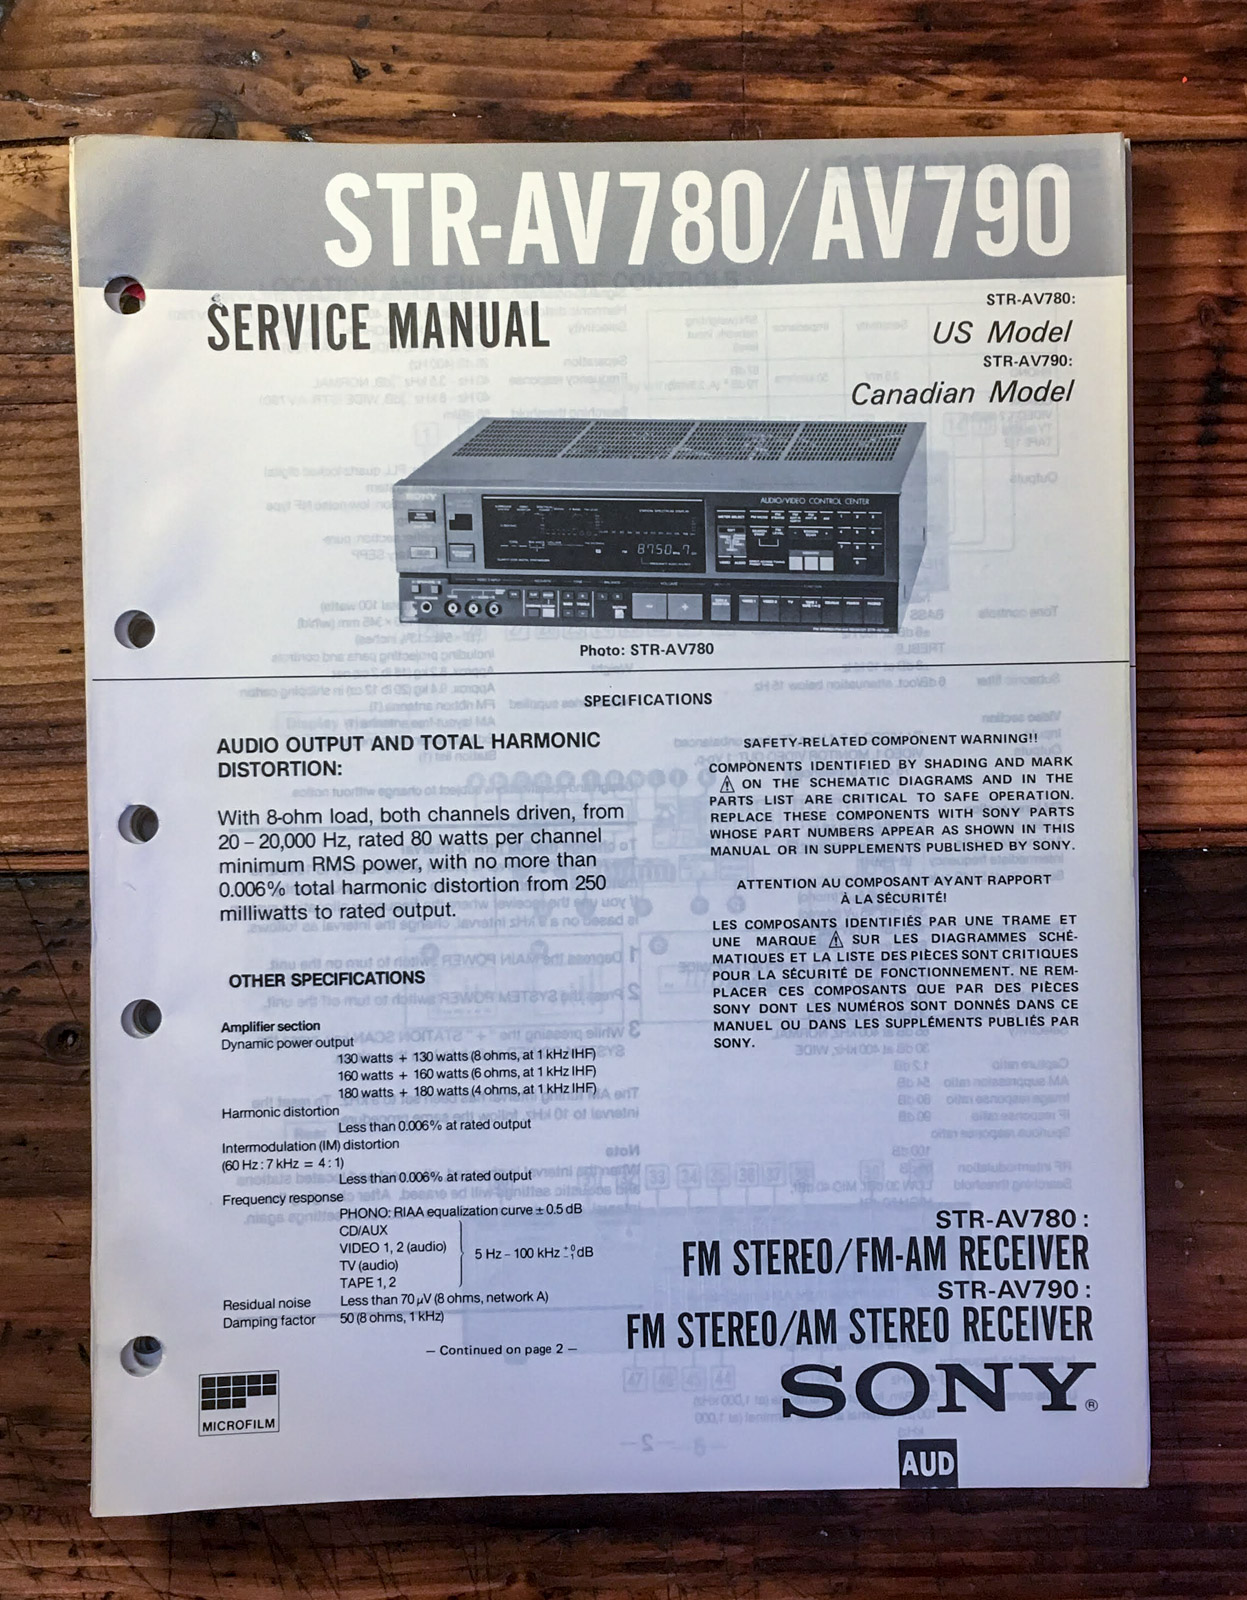 STR-AV780/AV790
SERVICE MANUAL
STR-AV780:
US Model
STR-AV790:
Canadian Model
AUDIO/VIDEO CONTROL CENTER
Photo: STR-AV780
SPECIFICATIONS
AUDIO OUTPUT AND TOTAL HARMONIC
DISTORTION:
With 8-ohm load, both channels driven, from
20 – 20,000 Hz, rated 80 watts per channel
minimum RMS power, with no more than
0.006% total harmonic distortion from 250
milliwatts to rated output.
OTHER SPECIFICATIONS
Amplifier section
Dynamic power output
130 watts + 130 watts (8 ohms, at 1 kHz IHF)
160 watts + 160 watts (6 ohms, at 1 kHz IHF)
180 watts + 180 watts (4 ohms, at 1 kHz IHF)
Harmonic distortion
Less than 0.006% at rated output
Intermodulation (IM) distortion
(60 Hz : 7 kHz = 4 : 1)
Less than 0.006% at rated output
Frequency response
PHONO: RIAA equalization curve ± 0.5 dB
CD/AUX
VIDEO 1, 2 (audio)
TV (audio)
TAPE 1, 2
5 Hz – 100 kHz +0 −1 dB
Residual noise Less than 70 μV (8 ohms, network A)
Damping factor 50 (8 ohms, 1 kHz)
– Continued on page 2 –
MICROFILM
SAFETY-RELATED COMPONENT WARNING!!
COMPONENTS IDENTIFIED BY SHADING AND MARK
⚠ ON THE SCHEMATIC DIAGRAMS AND IN THE
PARTS LIST ARE CRITICAL TO SAFE OPERATION.
REPLACE THESE COMPONENTS WITH SONY PARTS
WHOSE PART NUMBERS APPEAR AS SHOWN IN THIS
MANUAL OR IN SUPPLEMENTS PUBLISHED BY SONY.
ATTENTION AU COMPOSANT AYANT RAPPORT
À LA SÉCURITÉ!
LES COMPOSANTS IDENTIFIÉS PAR UNE TRAME ET
UNE MARQUE ⚠ SUR LES DIAGRAMMES SCHÉ-
MATIQUES ET LA LISTE DES PIÈCES SONT CRITIQUES
POUR LA SÉCURITÉ DE FONCTIONNEMENT. NE REM-
PLACER CES COMPOSANTS QUE PAR DES PIÈCES
SONY DONT LES NUMÉROS SONT DONNÉS DANS CE
MANUEL OU DANS LES SUPPLÉMENTS PUBLIÉS PAR
SONY.
STR-AV780 :
FM STEREO/FM-AM RECEIVER
STR-AV790 :
FM STEREO/AM STEREO RECEIVER
SONY®
AUD